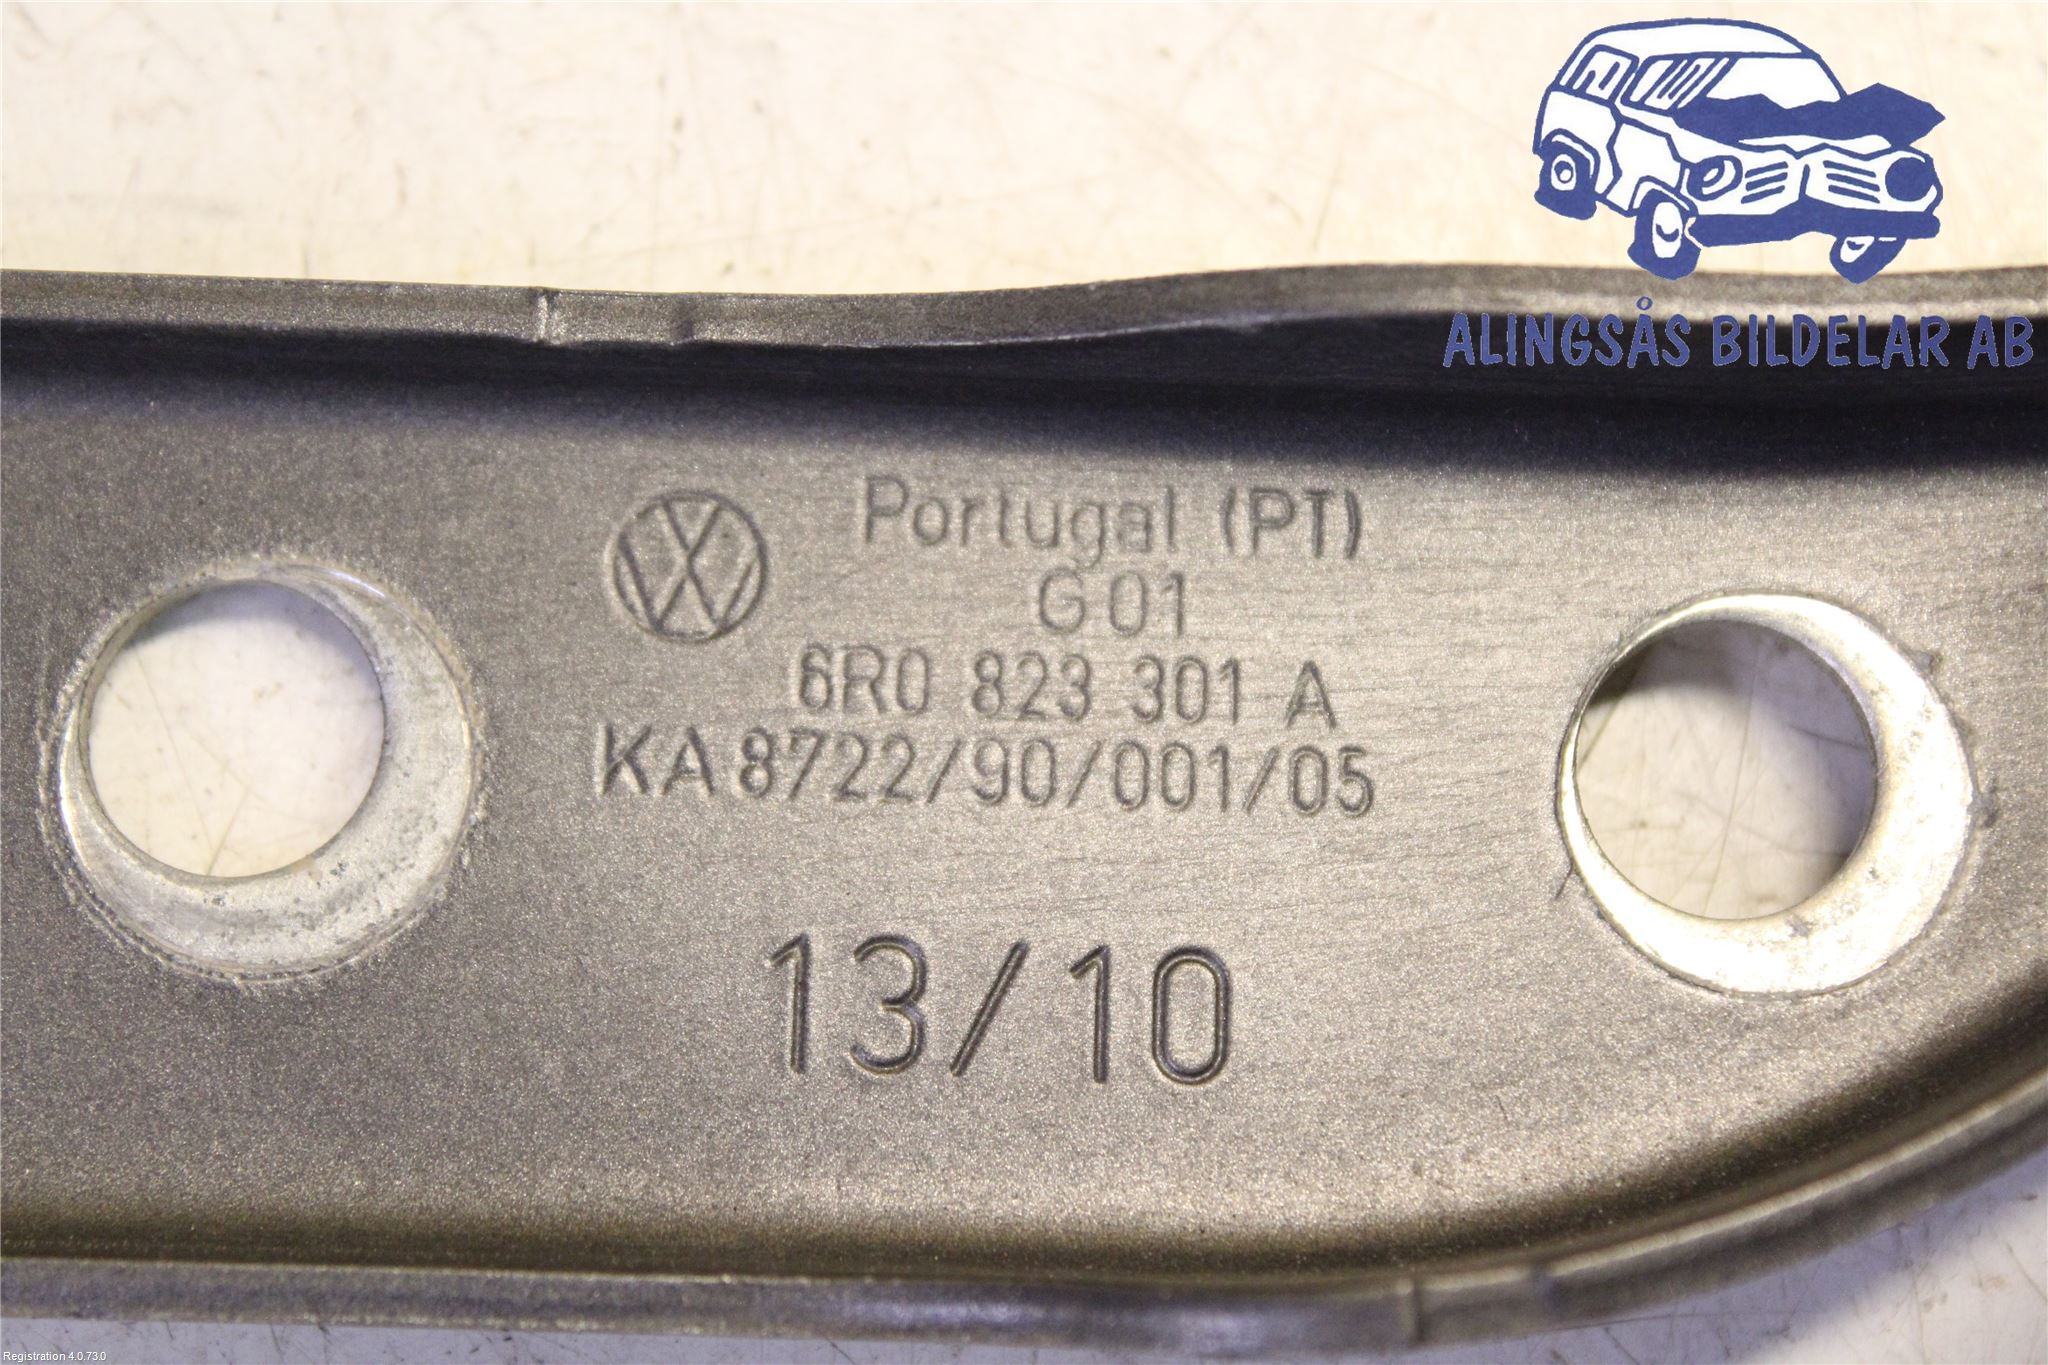 ALINGSÅS BILDELAR AB
Portugal (PT)
G01
6R0 823 301 A
KA 8722/90/001/05
13/10
Registration 4.0.73.0